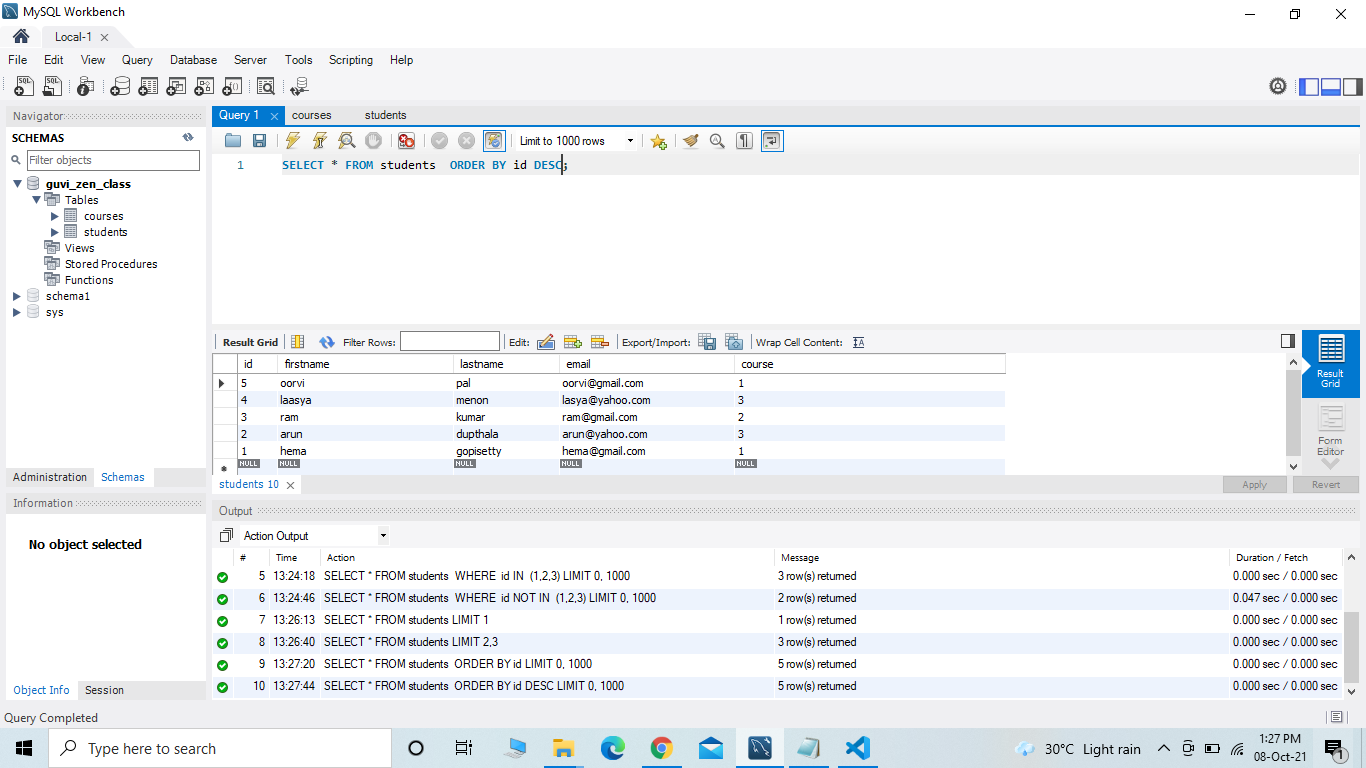 MySQL Workbench
Local-1
File Edit View Query Database Server Tools Scripting Help
Navigator
SCHEMAS
Filter objects
guvi_zen_class
Tables
courses
students
Views
Stored Procedures
Functions
schema1
sys
Administration Schemas
Information
No object selected
Object Info Session
Query 1 courses students
Limit to 1000 rows
1 SELECT * FROM students  ORDER BY id DESC;
Result Grid Filter Rows: Edit: Export/Import: Wrap Cell Content:
id firstname lastname email course
5 oorvi pal oorvi@gmail.com 1
4 laasya menon lasya@yahoo.com 3
3 ram kumar ram@gmail.com 2
2 arun dupthala arun@yahoo.com 3
1 hema gopisetty hema@gmail.com 1
NULL NULL NULL NULL NULL
Result Grid
Form Editor
students 10 Apply Revert
Output
Action Output
# Time Action Message Duration / Fetch
5 13:24:18 SELECT * FROM students  WHERE  id IN  (1,2,3) LIMIT 0, 1000 3 row(s) returned 0.000 sec / 0.000 sec
6 13:24:46 SELECT * FROM students  WHERE  id NOT IN  (1,2,3) LIMIT 0, 1000 2 row(s) returned 0.047 sec / 0.000 sec
7 13:26:13 SELECT * FROM students LIMIT 1 1 row(s) returned 0.000 sec / 0.000 sec
8 13:26:40 SELECT * FROM students LIMIT 2,3 3 row(s) returned 0.000 sec / 0.000 sec
9 13:27:20 SELECT * FROM students  ORDER BY id LIMIT 0, 1000 5 row(s) returned 0.000 sec / 0.000 sec
10 13:27:44 SELECT * FROM students  ORDER BY id DESC LIMIT 0, 1000 5 row(s) returned 0.000 sec / 0.000 sec
Query Completed
Type here to search
30°C Light rain
1:27 PM
08-Oct-21
1